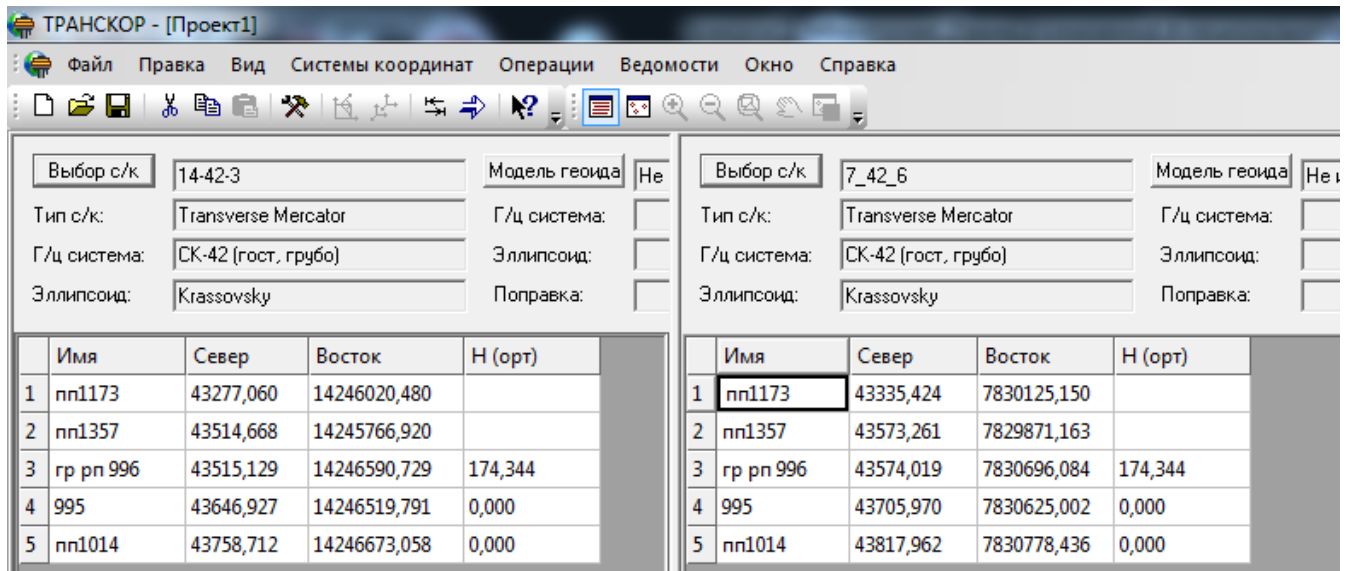 ТРАНСКОР - [Проект1]
Файл Правка Вид Системы координат Операции Ведомости Окно Справка
Выбор с/к 14-42-3 Модель геоида Не
Тип с/к: Transverse Mercator Г/ц система:
Г/ц система: СК-42 (гост, грубо) Эллипсоид:
Эллипсоид: Krassovsky Поправка:
Имя Север Восток H (орт)
1 пп1173 43277,060 14246020,480
2 пп1357 43514,668 14245766,920
3 гр рп 996 43515,129 14246590,729 174,344
4 995 43646,927 14246519,791 0,000
5 пп1014 43758,712 14246673,058 0,000
Выбор с/к 7_42_6 Модель геоида Не
Тип с/к: Transverse Mercator Г/ц система:
Г/ц система: СК-42 (гост, грубо) Эллипсоид:
Эллипсоид: Krassovsky Поправка:
Имя Север Восток H (орт)
1 пп1173 43335,424 7830125,150
2 пп1357 43573,261 7829871,163
3 гр рп 996 43574,019 7830696,084 174,344
4 995 43705,970 7830625,002 0,000
5 пп1014 43817,962 7830778,436 0,000